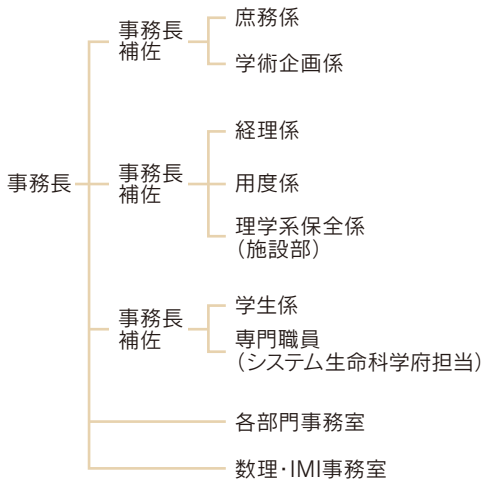 事務長
事務長
補佐
庶務係
学術企画係
事務長
補佐
経理係
用度係
理学系保全係
（施設部）
事務長
補佐
学生係
専門職員
（システム生命科学府担当）
各部門事務室
数理・IMI事務室